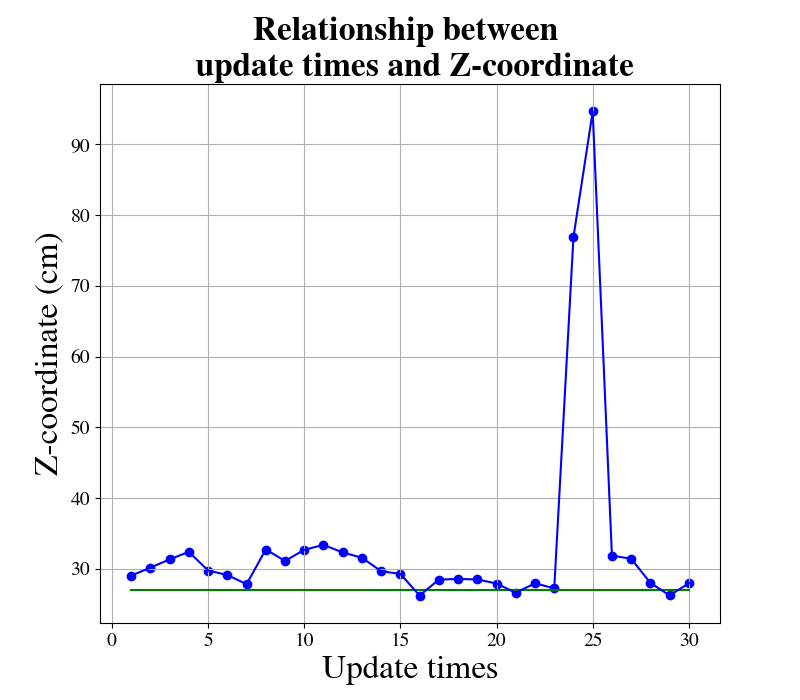 Relationship between
update times and Z-coordinate
90
80
70
60
50
40
30
Z-coordinate (cm)
0 5 10 15 20 25 30
Update times